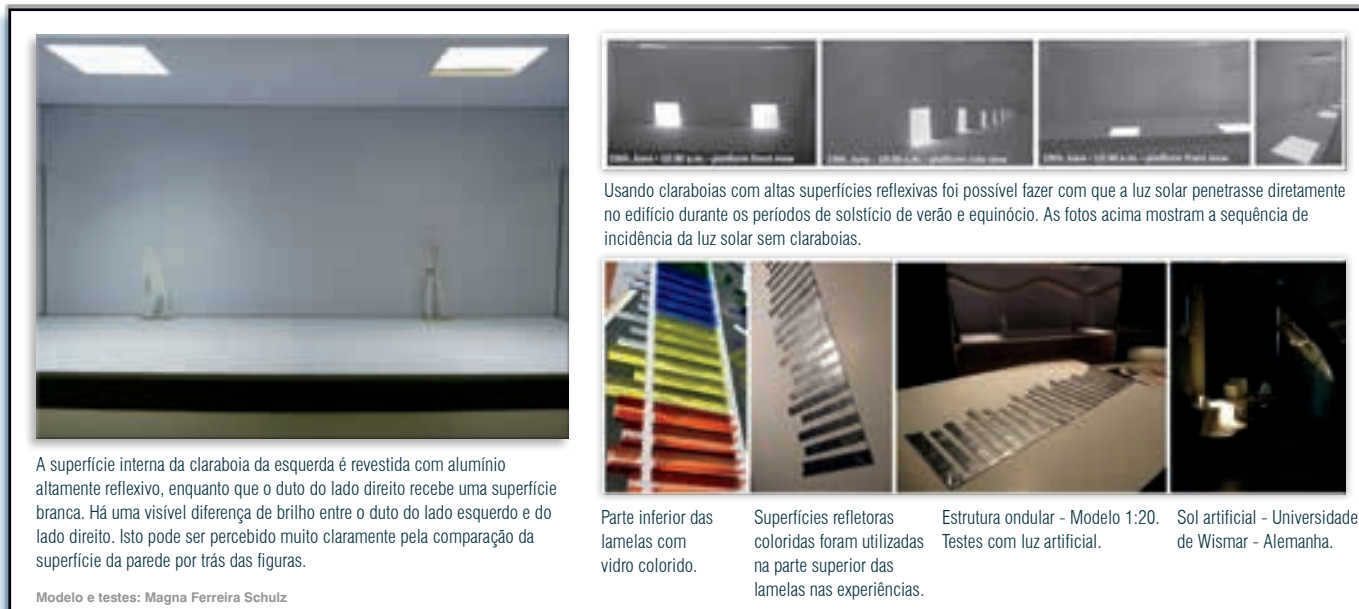 A superfície interna da claraboia da esquerda é revestida com alumínio
altamente reflexivo, enquanto que o duto do lado direito recebe uma superfície
branca. Há uma visível diferença de brilho entre o duto do lado esquerdo e do
lado direito. Isto pode ser percebido muito claramente pela comparação da
superfície da parede por trás das figuras.
Modelo e testes: Magna Ferreira Schulz
Usando claraboias com altas superfícies reflexivas foi possível fazer com que a luz solar penetrasse diretamente
no edifício durante os períodos de solstício de verão e equinócio. As fotos acima mostram a sequência de
incidência da luz solar sem claraboias.
Parte inferior das
lamelas com
vidro colorido.
Superfícies refletoras
coloridas foram utilizadas
na parte superior das
lamelas nas experiências.
Estrutura ondular - Modelo 1:20.
Testes com luz artificial.
Sol artificial - Universidade
de Wismar - Alemanha.